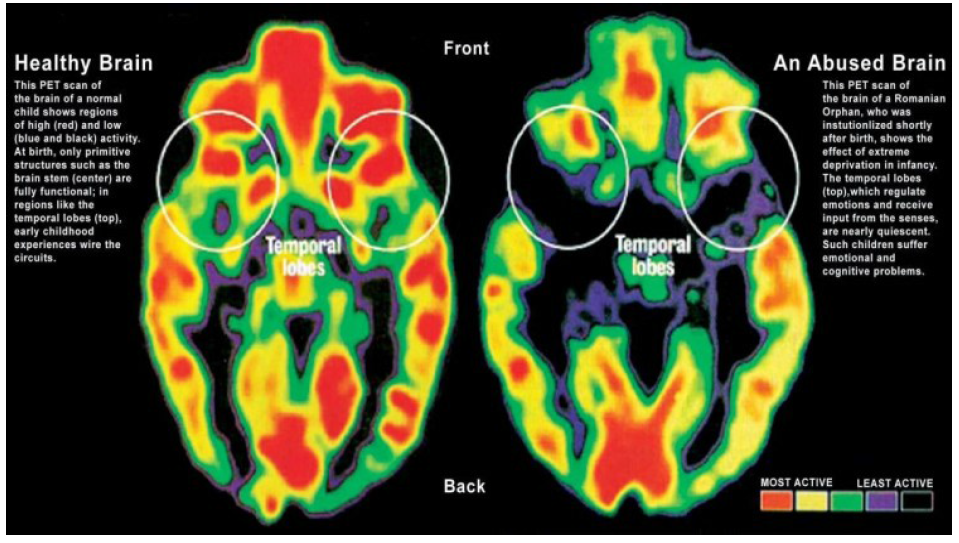 Healthy Brain
This PET scan of
the brain of a normal
child shows regions
of high (red) and low
(blue and black) activity.
At birth, only primitive
structures such as the
brain stem (center) are
fully functional; in
regions like the
temporal lobes (top),
early childhood
experiences wire the
circuits.
Front
An Abused Brain
This PET scan of
the brain of a Romanian
Orphan, who was
instutionlized shortly
after birth, shows the
effect of extreme
deprivation in infancy.
The temporal lobes
(top),which regulate
emotions and receive
input from the senses,
are nearly quiescent.
Such children suffer
emotional and
cognitive problems.
Temporal
lobes
Temporal
lobes
Back
MOST ACTIVE LEAST ACTIVE